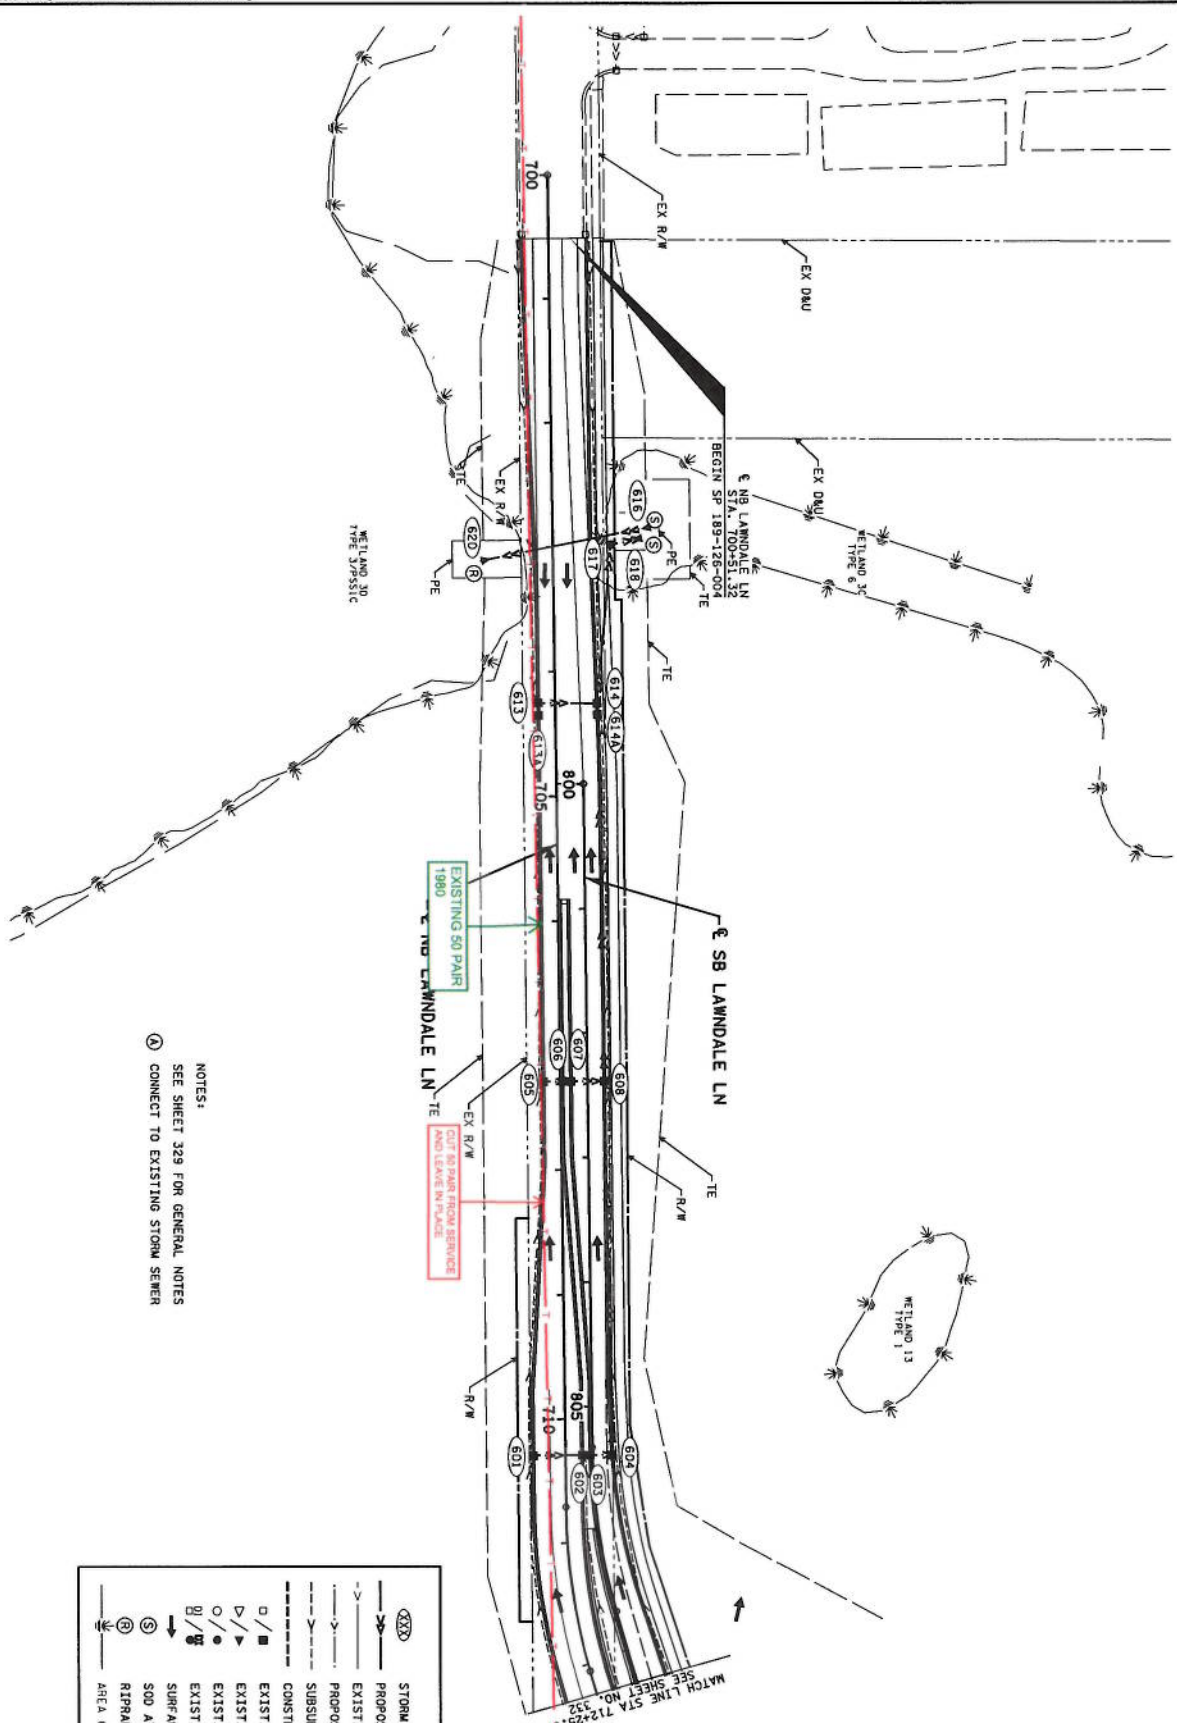 700
EX R/W
EX D&U
EX D&U
℄ NB LAWNDALE LN
STA. 700+51.32
BEGIN SP 189-126-004
WETLAND 3C
TYPE 6
616
S
S
PE
617
618
TE
TE
TE
EX R/W
620
R
PE
WETLAND 3D
TYPE 3/PSS1C
613
613A
614
614A
800
705
EXISTING 50 PAIR
1980
NB LAWNDALE LN
℄ SB LAWNDALE LN
606
607
605
608
TE
EX R/W
CUT 50 PAIR FROM SERVICE
AND LEAVE IN PLACE
TE
R/W
WETLAND 13
TYPE 1
R/W
805
710
601
602
603
604
MATCH LINE STA 712+25
SEE SHEET NO. 332
NOTES:
SEE SHEET 329 FOR GENERAL NOTES
A CONNECT TO EXISTING STORM SEWER
XXX STORM
PROPO
EXIST
PROPO
SUBSU
CONST
EXIST
EXIST
EXIST
EXIST
SURFA
S SOD A
R RIPRA
AREA